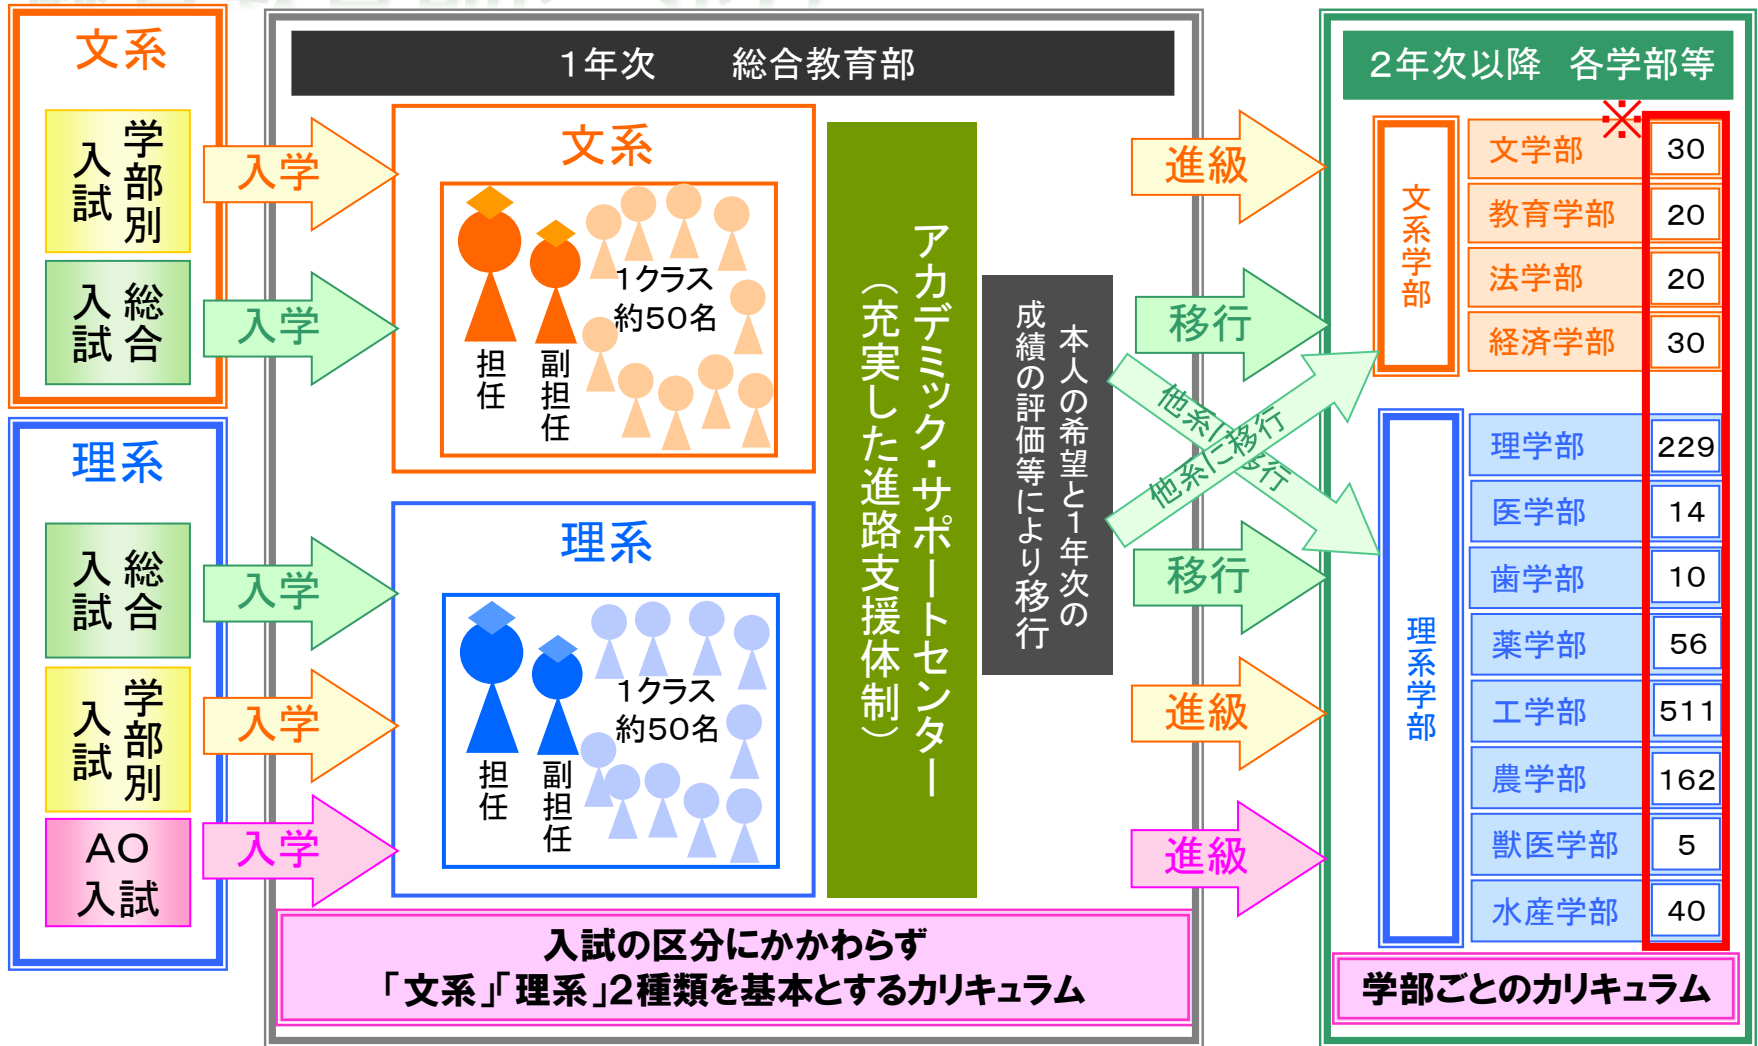 文系
学部別
入試
総合
入試
理系
総合
入試
学部別
入試
AO
入試
入学
入学
入学
入学
入学
1年次 総合教育部
文系
1クラス
約50名
担任
副担任
理系
1クラス
約50名
担任
副担任
アカデミック・サポートセンター
（充実した進路支援体制）
本人の希望と1年次の
成績の評価等により移行
入試の区分にかかわらず
「文系」「理系」2種類を基本とするカリキュラム
進級
移行
他系に移行
他系に移行
移行
進級
進級
2年次以降 各学部等
※
文系学部
文学部 30
教育学部 20
法学部 20
経済学部 30
理系学部
理学部 229
医学部 14
歯学部 10
薬学部 56
工学部 511
農学部 162
獣医学部 5
水産学部 40
学部ごとのカリキュラム